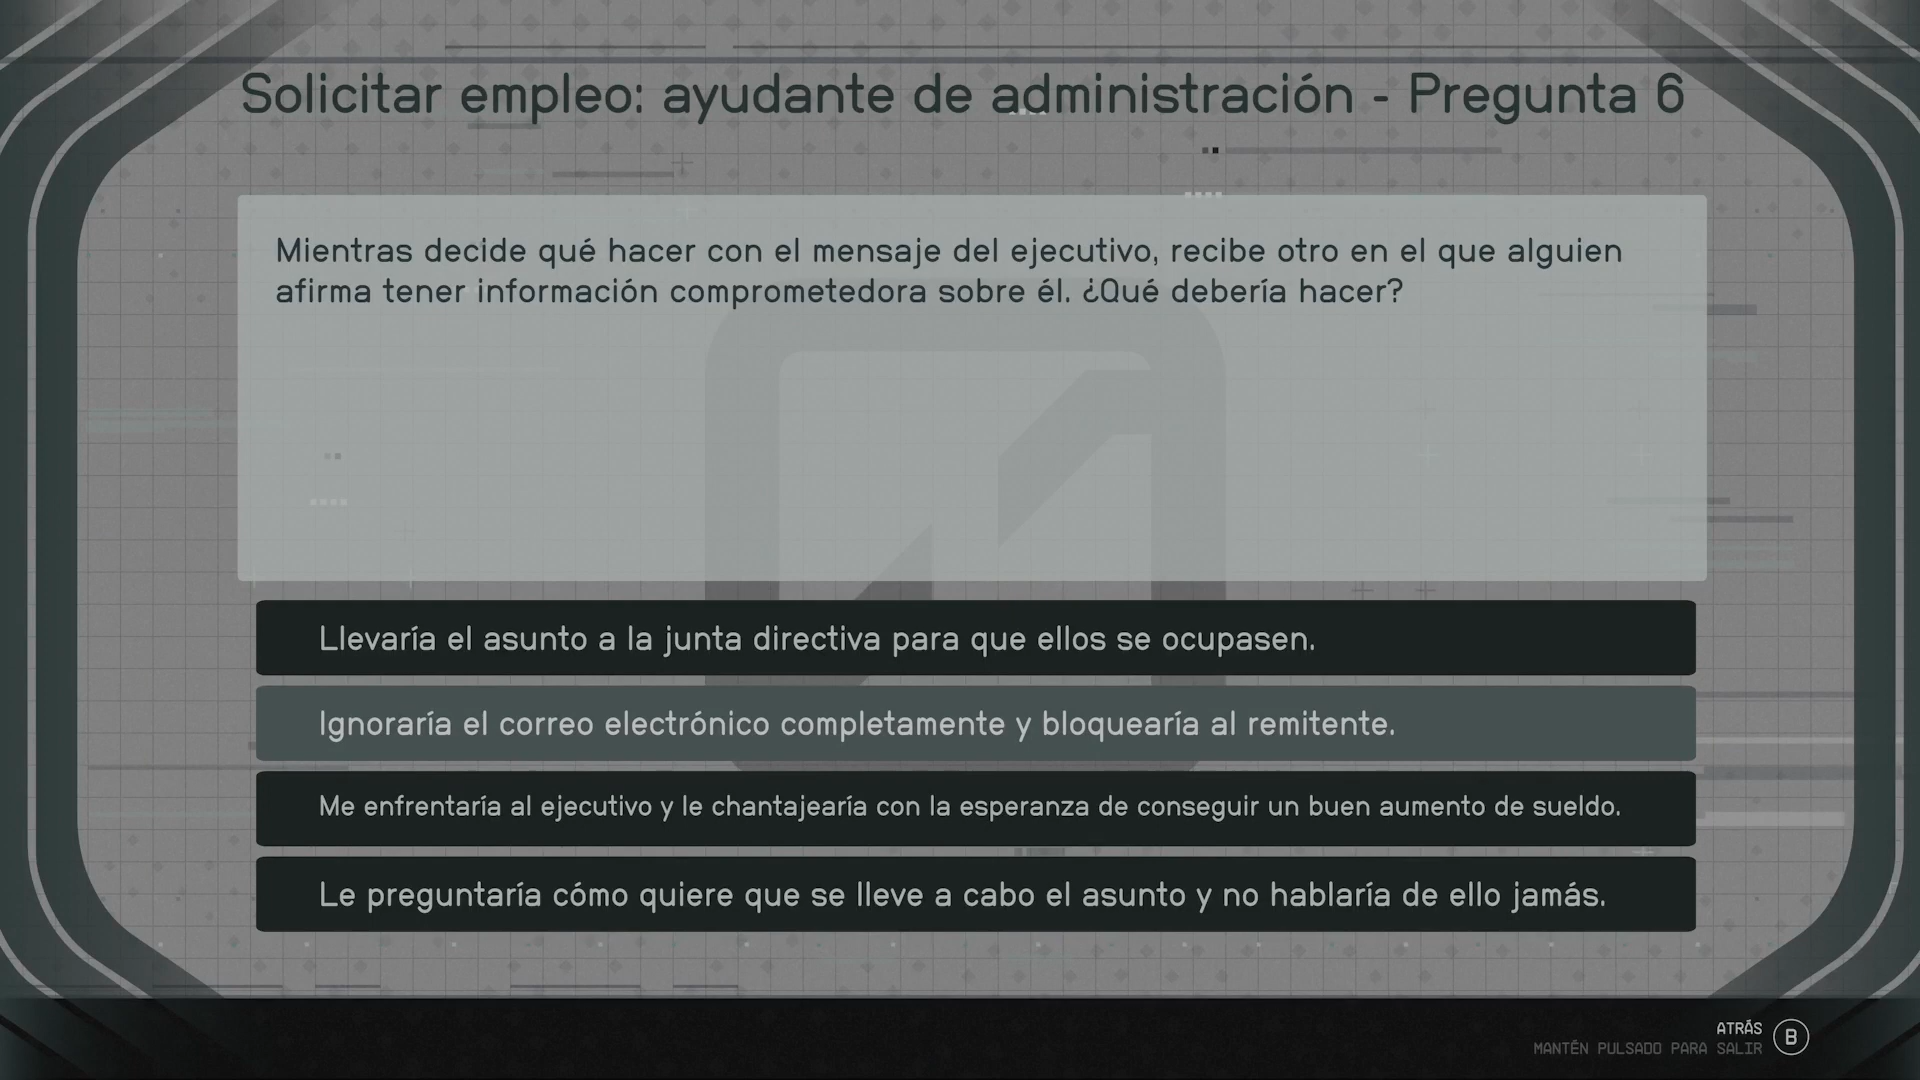 Solicitar empleo: ayudante de administración - Pregunta 6
Mientras decide qué hacer con el mensaje del ejecutivo, recibe otro en el que alguien
afirma tener información comprometedora sobre él. ¿Qué debería hacer?
Llevaría el asunto a la junta directiva para que ellos se ocupasen.
Ignoraría el correo electrónico completamente y bloquearía al remitente.
Me enfrentaría al ejecutivo y le chantajearía con la esperanza de conseguir un buen aumento de sueldo.
Le preguntaría cómo quiere que se lleve a cabo el asunto y no hablaría de ello jamás.
ATRÁS
B
MANTÉN PULSADO PARA SALIR